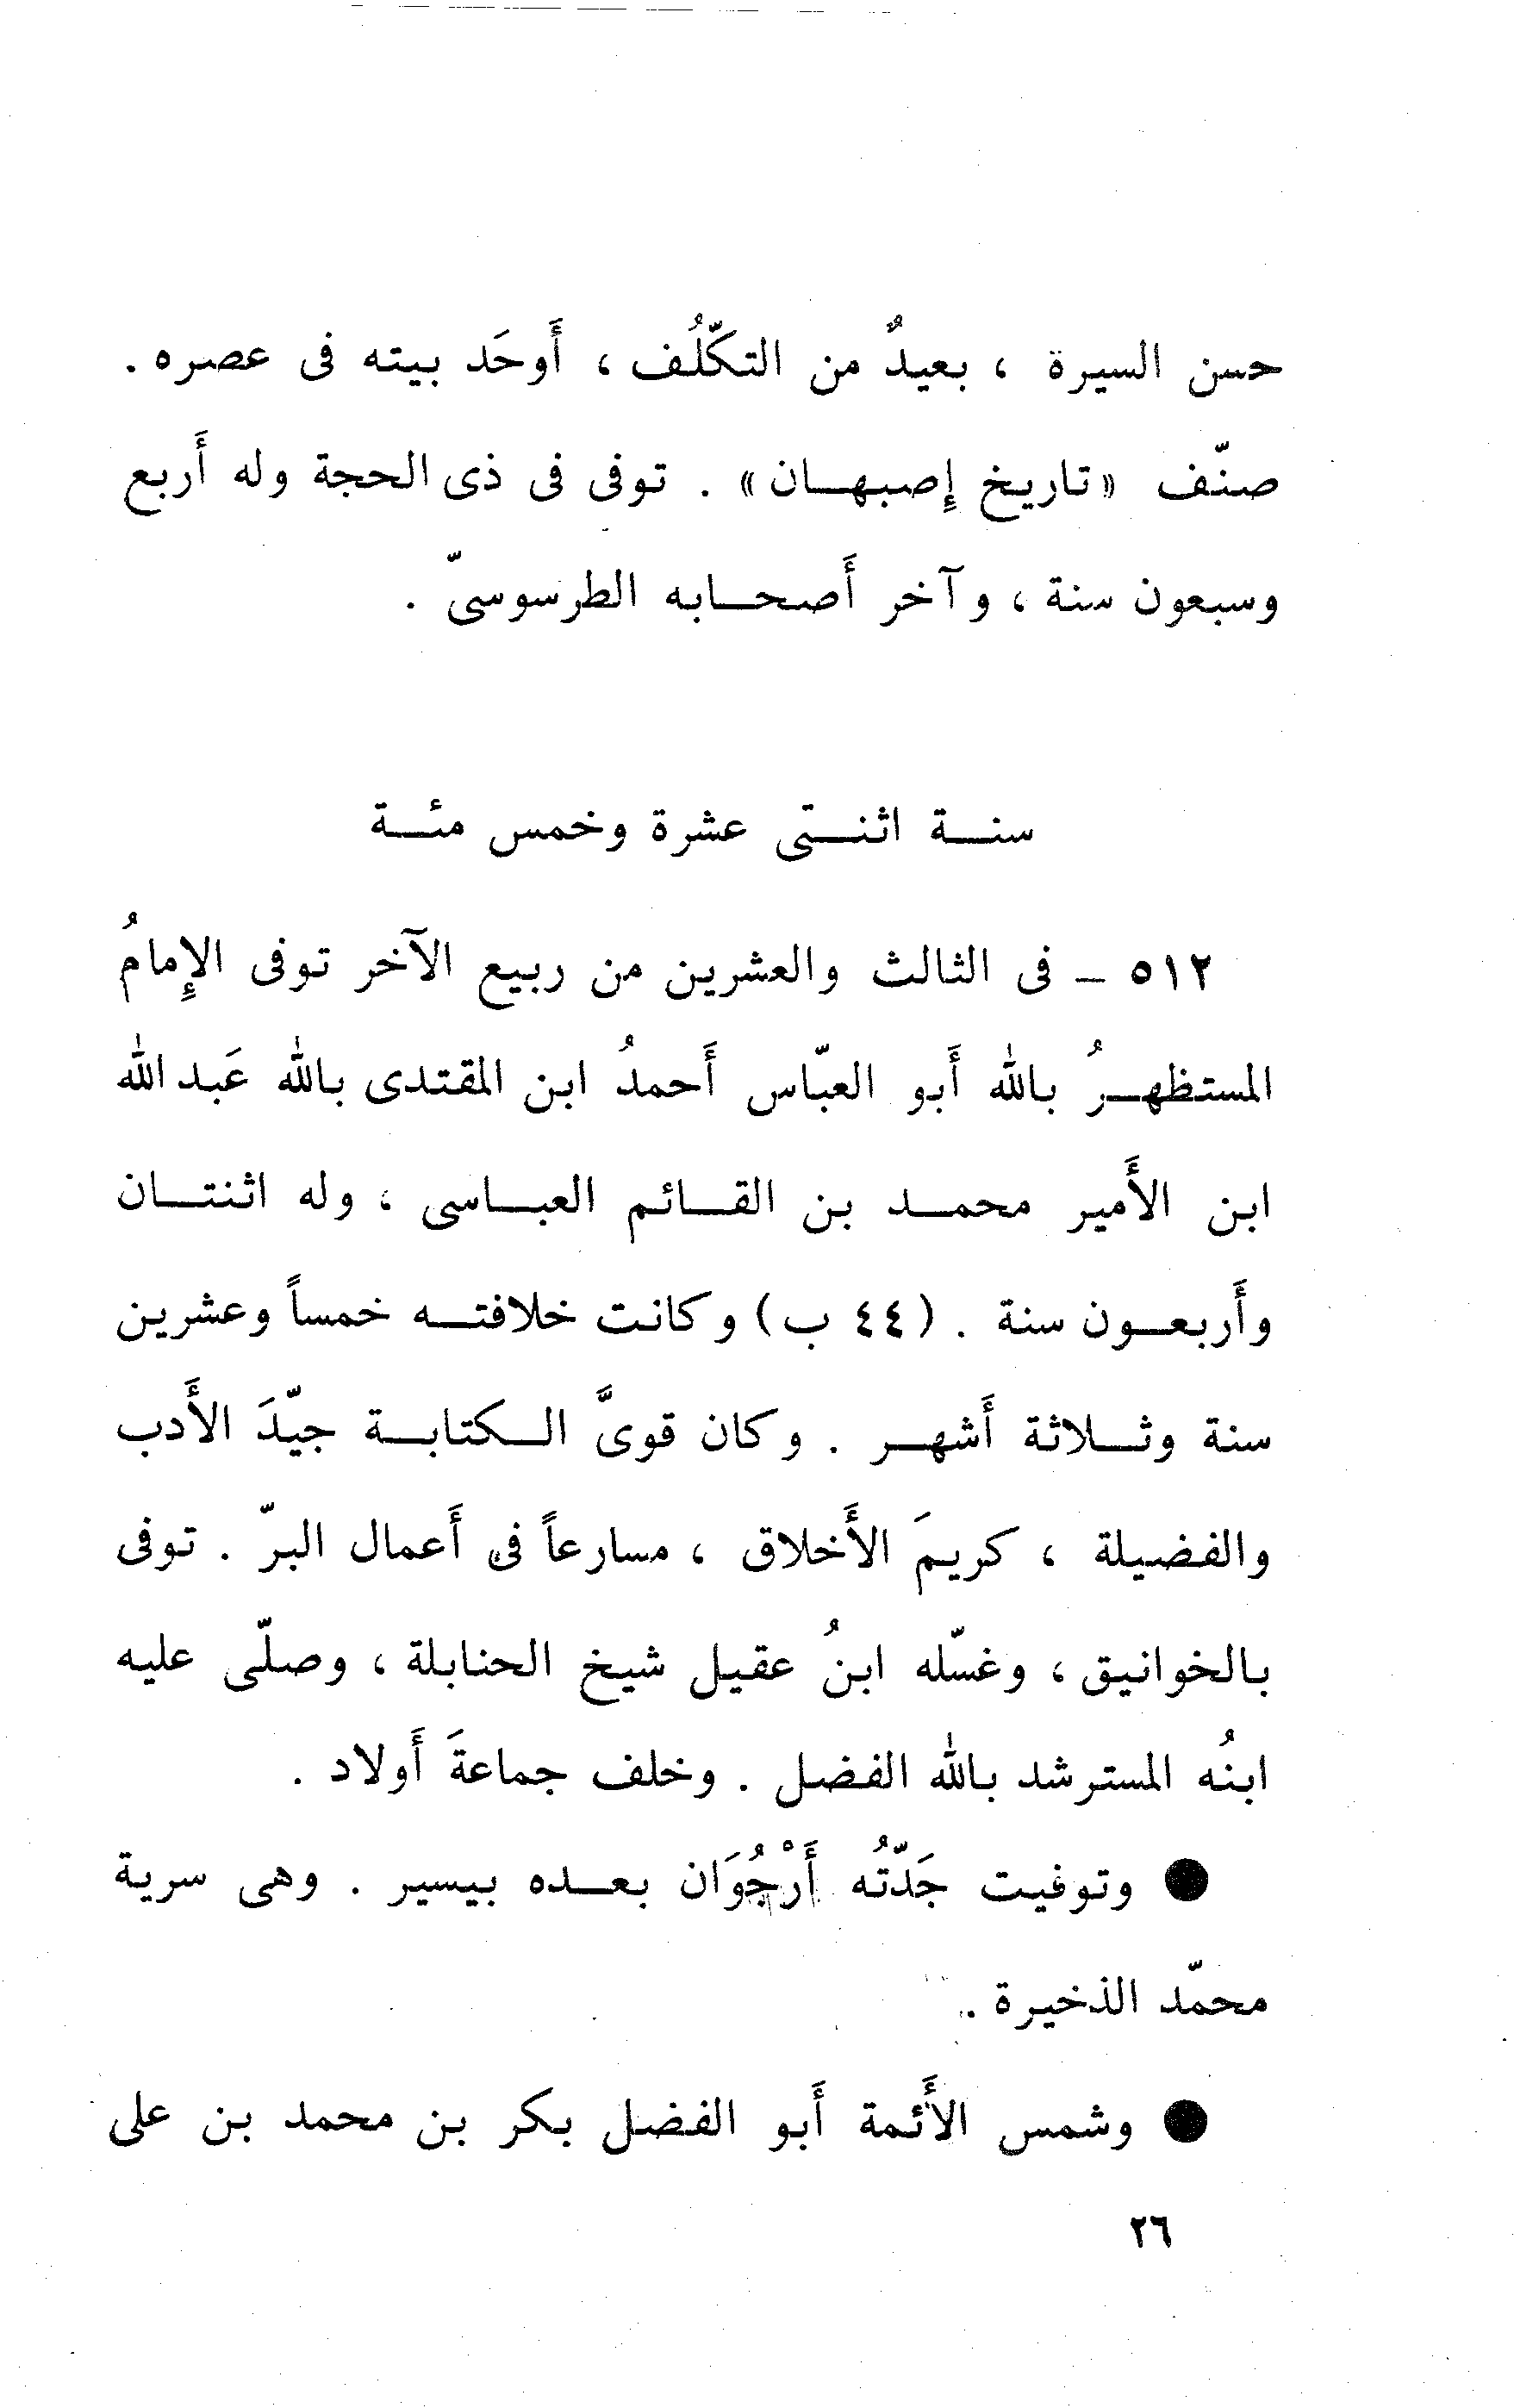 حسن السيرة ، بعيدٌ من التكلُّف ، أَوحَد بيته فى عصره .
صنّف «تاريخ إصبهان» . توفى فى ذى الحجة وله أَربع
وسبعون سنة ، وآخر أَصحابه الطرسوسىّ .
سنة اثنتى عشرة وخمس مئة
٥١٢ – فى الثالث والعشرين من ربيع الآخر توفى الإِمامُ
المستظهرُ بالله أَبو العبّاس أَحمدُ ابن المقتدى بالله عَبد الله
ابن الأَمير محمد بن القائم العباسى ، وله اثنتان
وأَربعون سنة . (٤٤ ب) وكانت خلافته خمساً وعشرين
سنة وثلاثة أَشهر . وكان قوىَّ الكتابة جيّدَ الأَدب
والفضيلة ، كريمَ الأَخلاق ، مسارعاً فى أَعمال البرّ . توفى
بالخوانيق ، وغسّله ابنُ عقيل شيخ الحنابلة ، وصلّى عليه
ابنُه المسترشد بالله الفضل . وخلف جماعةَ أَولاد .
● وتوفيت جَدّتُه أَرْجُوَان بعده بيسير . وهى سرية
محمّد الذخيرة .
● وشمس الأَئمة أَبو الفضل بكر بن محمد بن على
٢٦